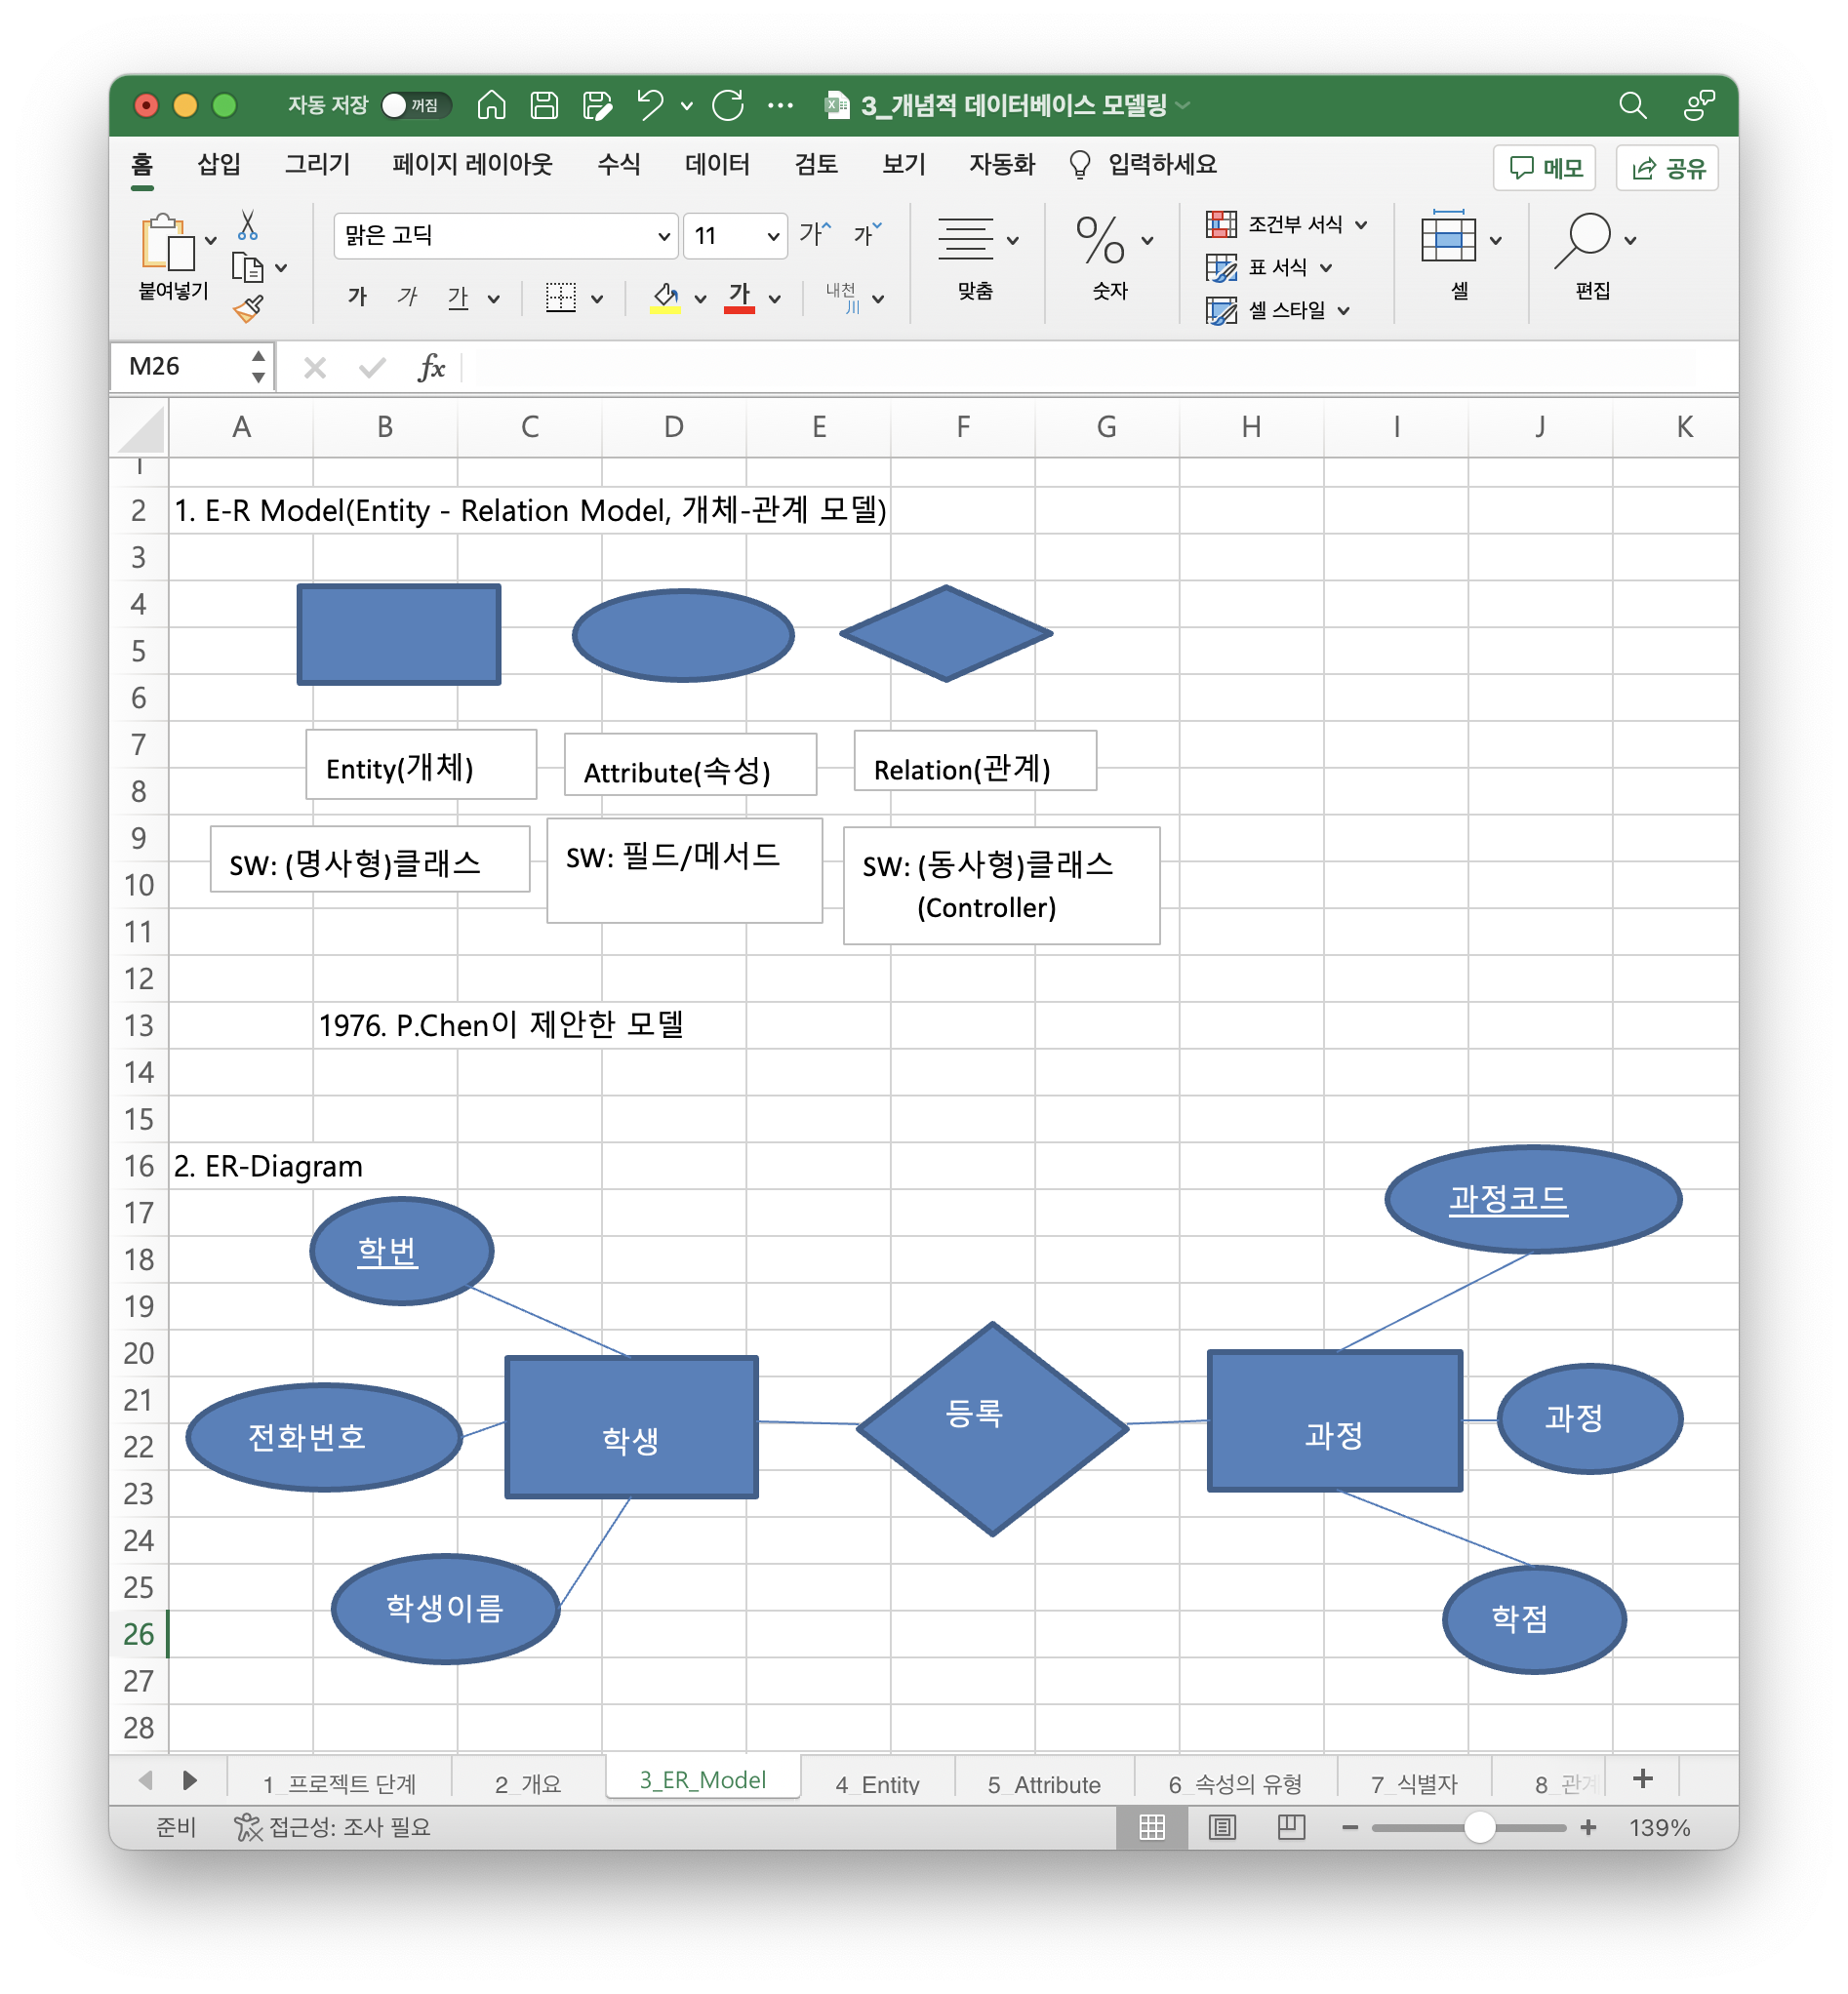 자동 저장 꺼짐 3_개념적 데이터베이스 모델링
홈 삽입 그리기 페이지 레이아웃 수식 데이터 검토 보기 자동화 입력하세요 메모 공유
붙여넣기 맑은 고딕 11 가 가
가 가 가 가 내천
맞춤 % 숫자
조건부 서식
표 서식
셀 스타일
셀 편집
M26 fx
A B C D E F G H I J K
1
2 1. E-R Model(Entity - Relation Model, 개체-관계 모델)
3
4
5
6
7
Entity(개체) Attribute(속성) Relation(관계)
8
9
SW: (명사형)클래스 SW: 필드/메서드 SW: (동사형)클래스
10
(Controller)
11
12
13 1976. P.Chen이 제안한 모델
14
15
16 2. ER-Diagram
과정코드
17
18 학번
19
20
21 등록 과정
22 전화번호 학생 과정
23
24
25 학생이름 학점
26
27
28
1_프로젝트 단계 2_개요 3_ER_Model 4_Entity 5_Attribute 6_속성의 유형 7_식별자 8_관계
준비 접근성: 조사 필요 139%